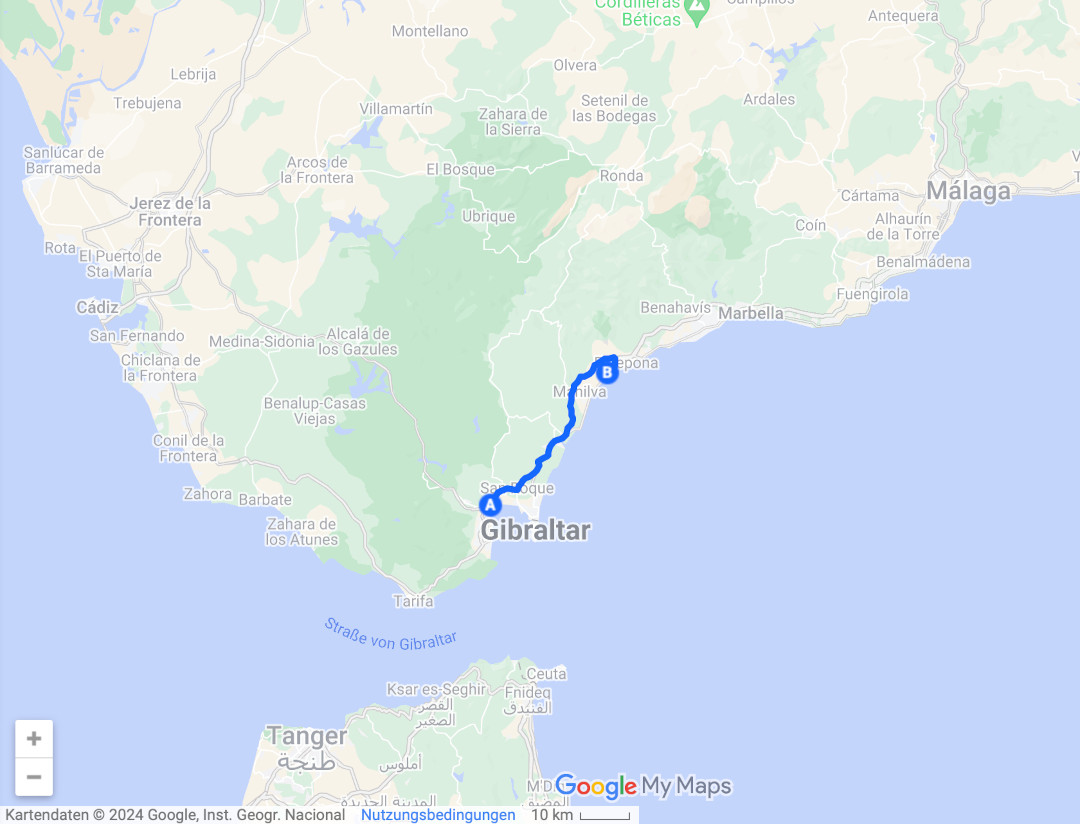 Cordilleras
Béticas
Campillos
Antequera
Montellano
Olvera
Lebrija
Trebujena
Villamartín
Zahara de
la Sierra
Setenil de
las Bodegas
Ardales
Sanlúcar de
Barrameda
Arcos de
la Frontera
El Bosque
Ronda
Málaga
Jerez de la
Frontera
Ubrique
Cártama
Coín
Alhaurín
de la Torre
Rota
El Puerto de
Sta María
Benalmádena
Fuengirola
Cádiz
Benahavís
Marbella
San Fernando
Medina-Sidonia
Alcalá de
los Gazules
Chiclana de
la Frontera
Estepona
B
Manilva
Benalup-Casas
Viejas
Conil de la
Frontera
Zahora
Barbate
San Roque
A
Gibraltar
Zahara de
los Atunes
Tarifa
Straße von Gibraltar
Ceuta
Ksar es-Seghir
القصر
الصغير
Fnideq
الفنيدق
Tanger
طنجة
أملوس
المدينة الجديدة
M'D
المضيق
Google My Maps
+
−
Kartendaten © 2024 Google, Inst. Geogr. Nacional Nutzungsbedingungen 10 km